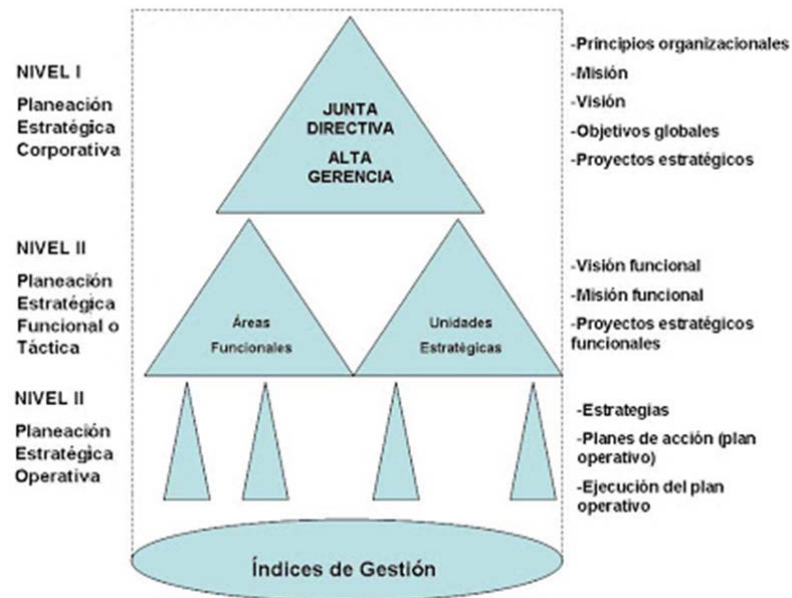 NIVEL I
Planeación
Estratégica
Corporativa
JUNTA
DIRECTIVA
ALTA
GERENCIA
-Principios organizacionales
-Misión
-Visión
-Objetivos globales
-Proyectos estratégicos
NIVEL II
Planeación
Estratégica
Funcional o
Táctica
Áreas
Funcionales
Unidades
Estratégicas
-Visión funcional
-Misión funcional
-Proyectos estratégicos
funcionales
NIVEL II
Planeación
Estratégica
Operativa
-Estrategias
-Planes de acción (plan
operativo)
-Ejecución del plan
operativo
Índices de Gestión